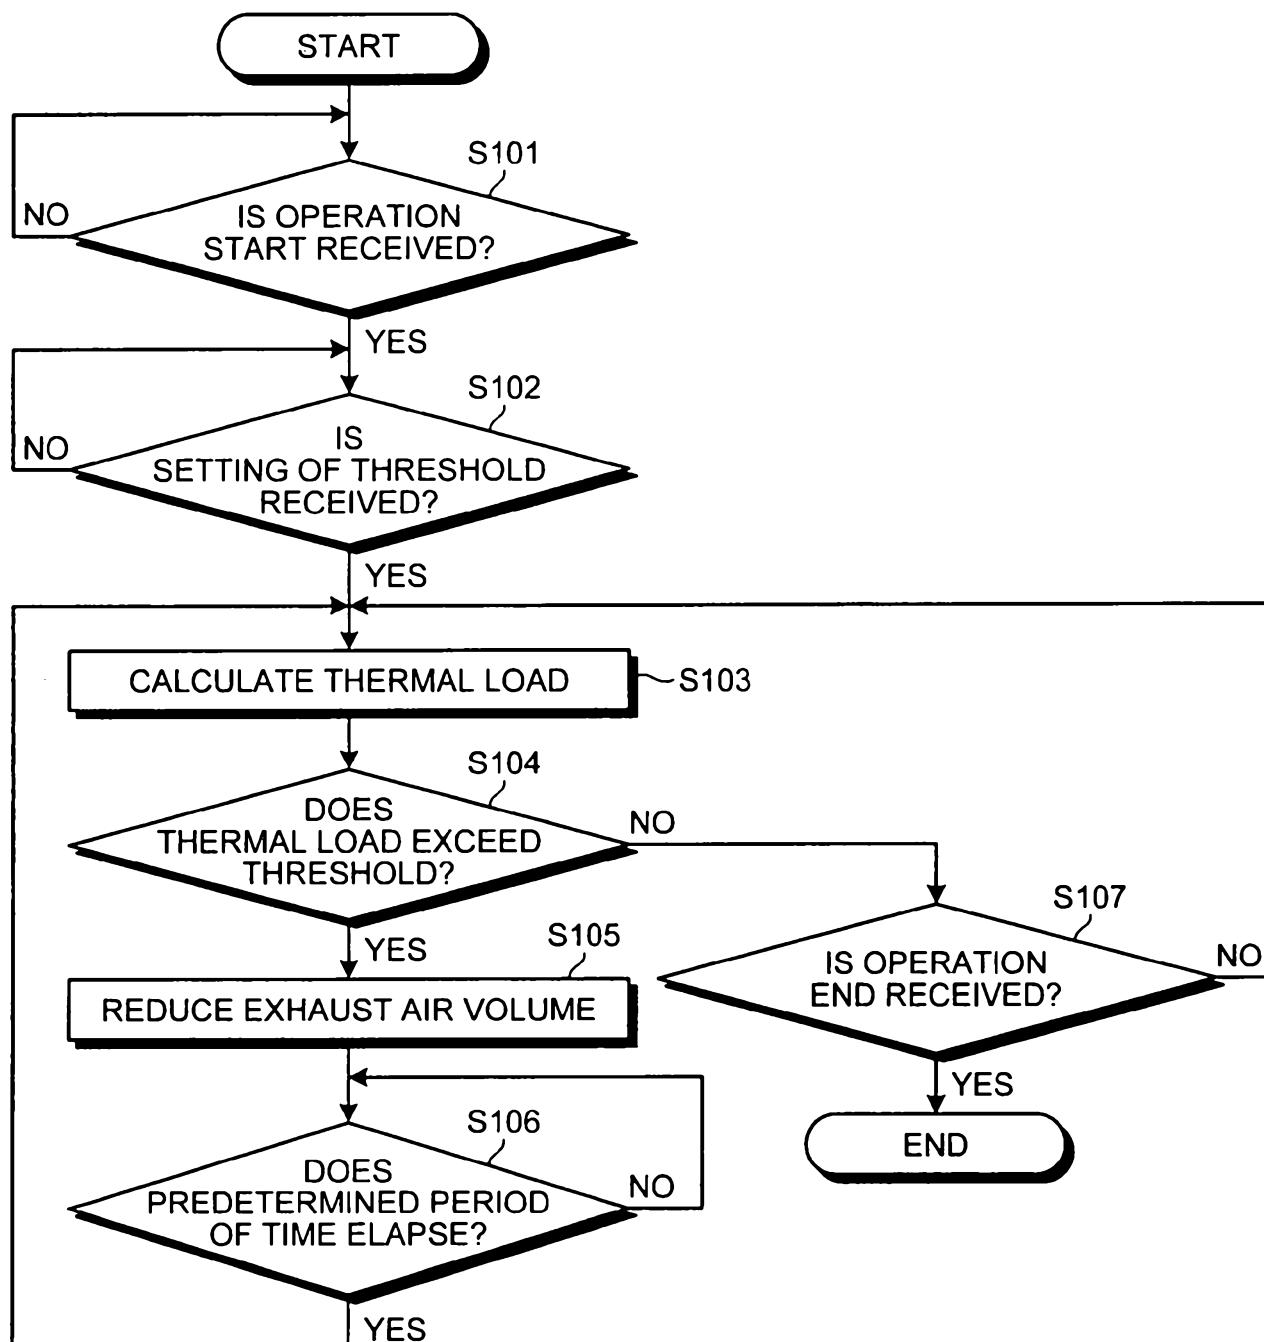 START
S101
NO
IS OPERATION
START RECEIVED?
YES
S102
NO
IS
SETTING OF THRESHOLD
RECEIVED?
YES
CALCULATE THERMAL LOAD
S103
S104
DOES
THERMAL LOAD EXCEED
THRESHOLD?
NO
YES
S105
REDUCE EXHAUST AIR VOLUME
S107
IS OPERATION
END RECEIVED?
NO
YES
END
S106
DOES
PREDETERMINED PERIOD
OF TIME ELAPSE?
NO
YES